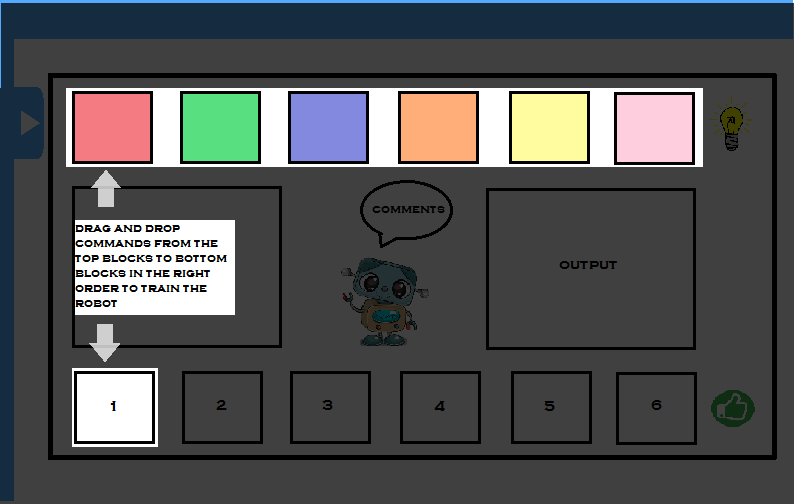 COMMENTS
DRAG AND DROP
COMMANDS FROM THE
TOP BLOCKS TO BOTTOM
BLOCKS IN THE RIGHT
ORDER TO TRAIN THE
ROBOT
OUTPUT
1
2
3
4
5
6